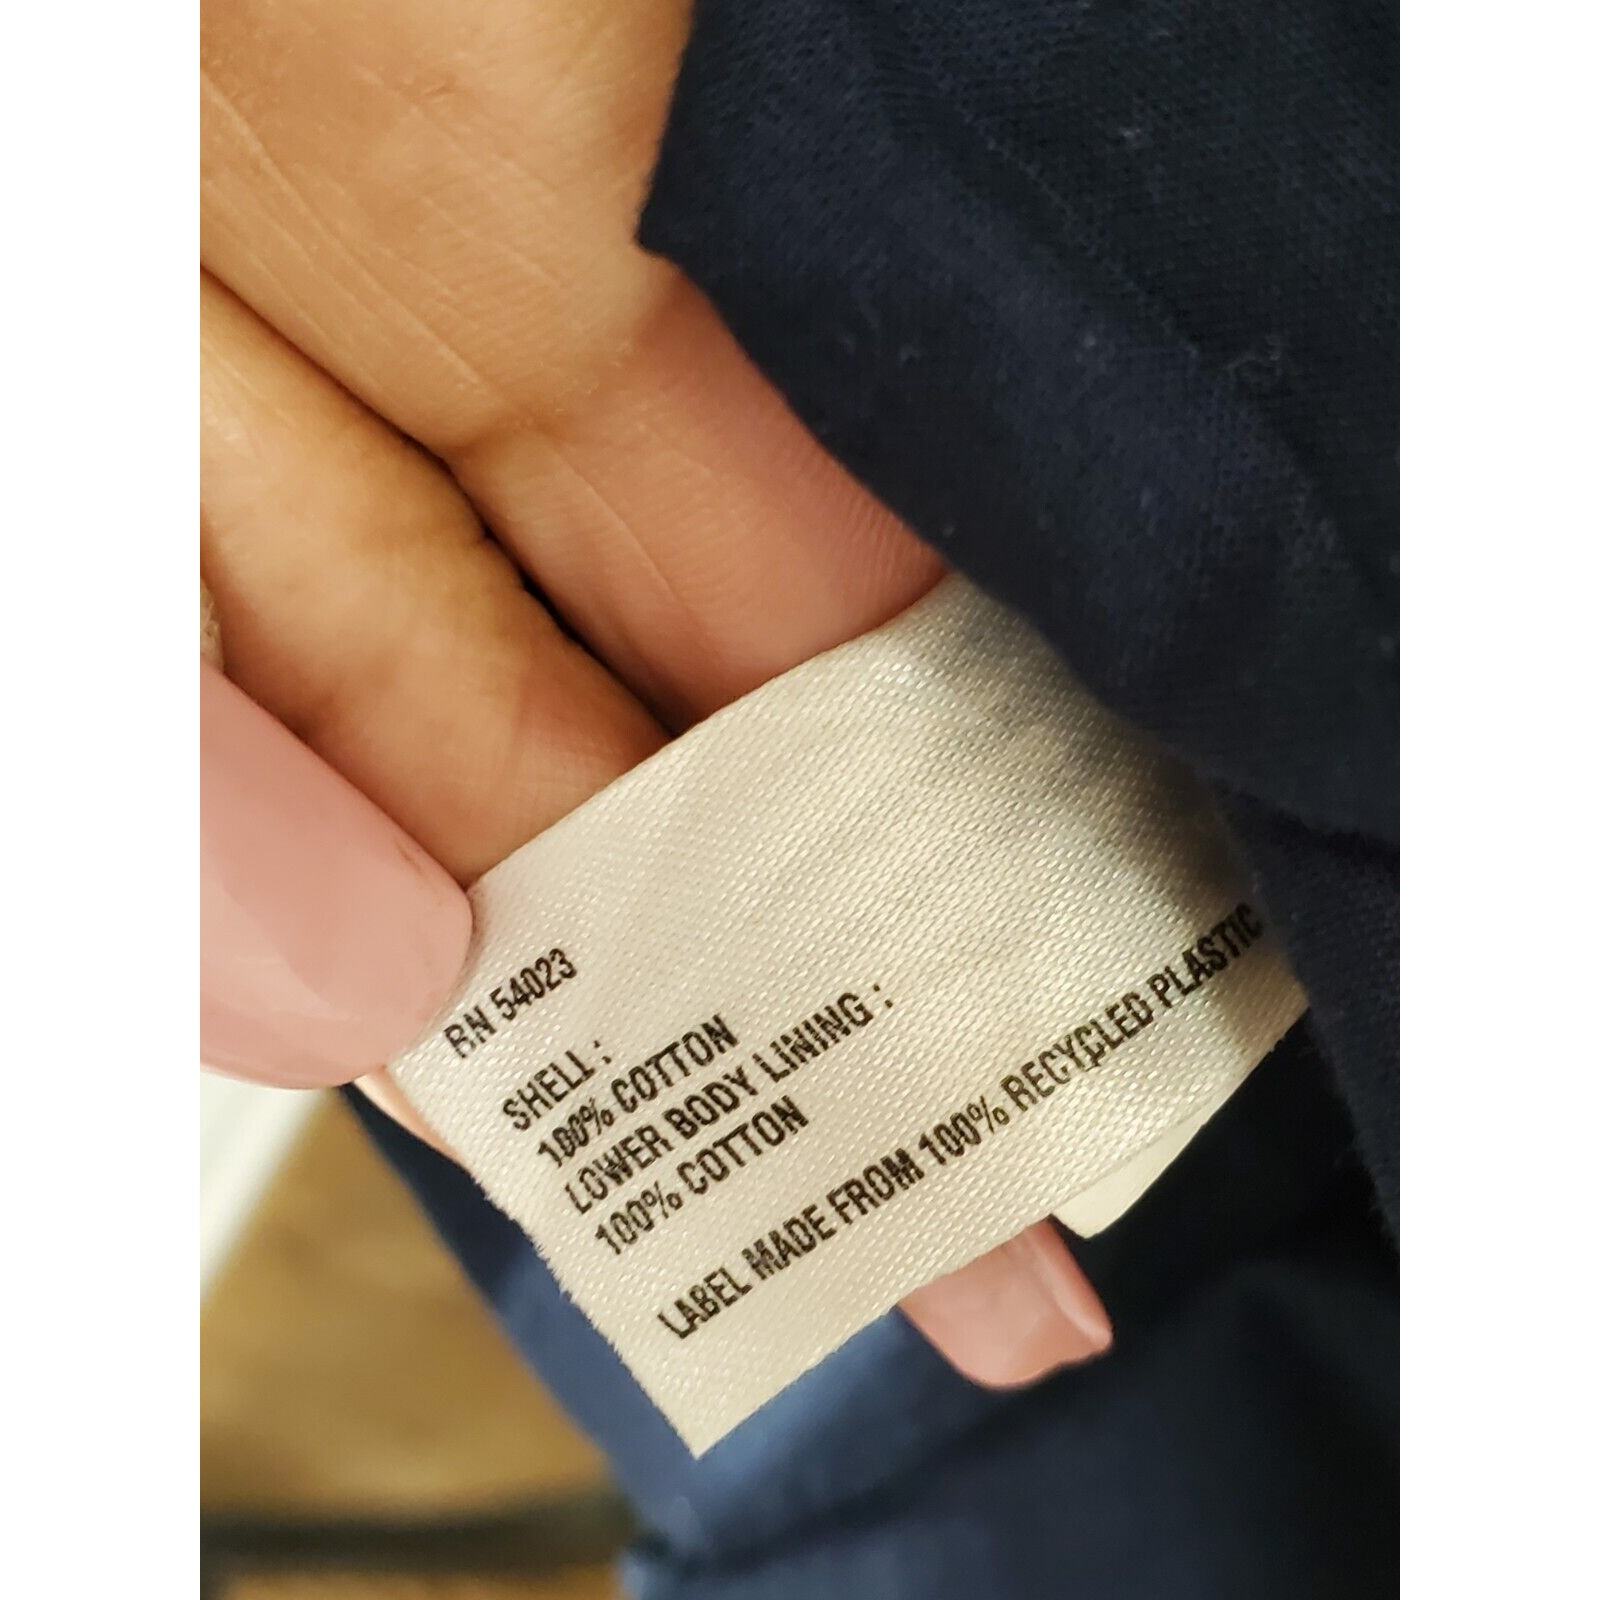 RN 54023
SHELL :
100% COTTON
LOWER BODY LINING :
100% COTTON
LABEL MADE FROM 100% RECYCLED PLASTIC